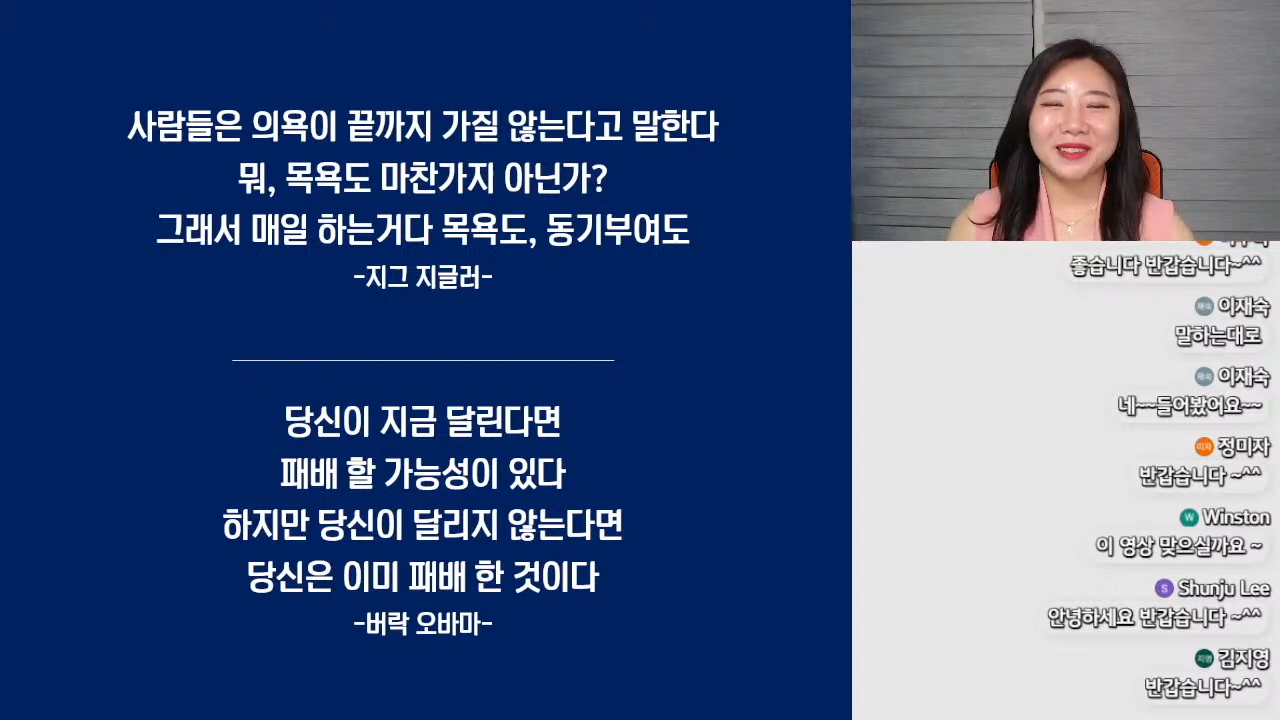 사람들은 의욕이 끝까지 가질 않는다고 말한다
뭐, 목욕도 마찬가지 아닌가?
그래서 매일 하는거다 목욕도, 동기부여도
-지그 지글러-
당신이 지금 달린다면
패배 할 가능성이 있다
하지만 당신이 달리지 않는다면
당신은 이미 패배 한 것이다
-버락 오바마-
좋습니다 반갑습니다~^^
재숙 이재숙
말하는대로
재숙 이재숙
네~~들어봤어요~~
미자 정미자
반갑습니다 ~^^
W Winston
이 영상 맞으실까요 ~
S Shunju Lee
안녕하세요 반갑습니다 ~^^
지영 김지영
반갑습니다~^^